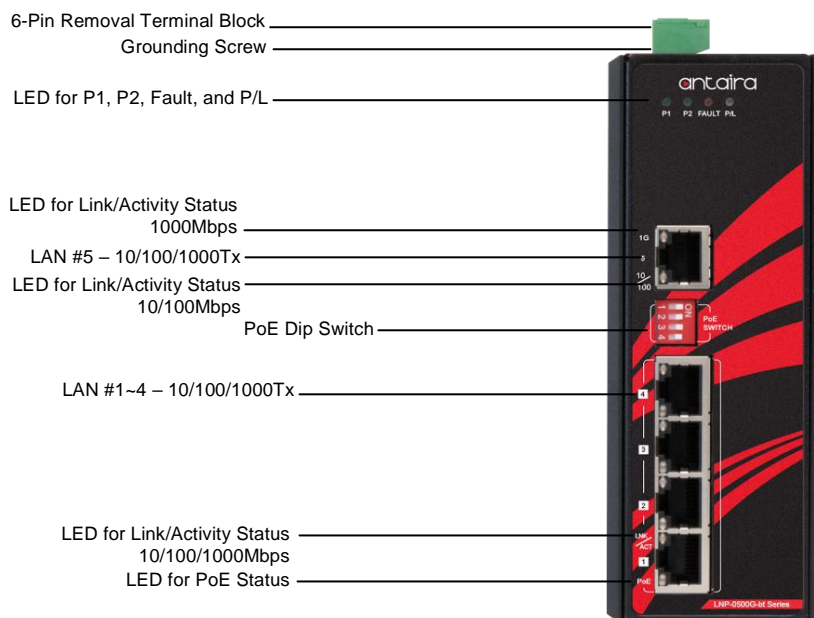 6-Pin Removal Terminal Block
Grounding Screw
LED for P1, P2, Fault, and P/L
antaira
P1 P2 FAULT P/L
LED for Link/Activity Status
1000Mbps
1G
LAN #5 – 10/100/1000Tx
5
LED for Link/Activity Status
10/100Mbps
10/100
PoE Dip Switch
ON
1 2 3 4
PoE
SWITCH
LAN #1~4 – 10/100/1000Tx
4
3
2
LED for Link/Activity Status
10/100/1000Mbps
LNK/ACT
1
LED for PoE Status
PoE
LNP-0500G-bt Series